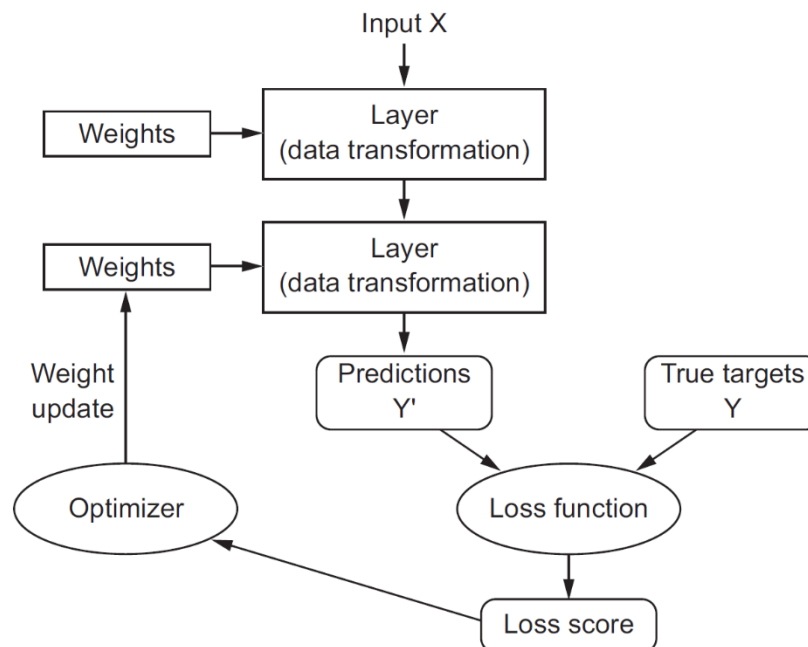 Input X
Layer
(data transformation)
Weights
Layer
(data transformation)
Weights
Predictions
Y'
True targets
Y
Weight
update
Optimizer
Loss function
Loss score